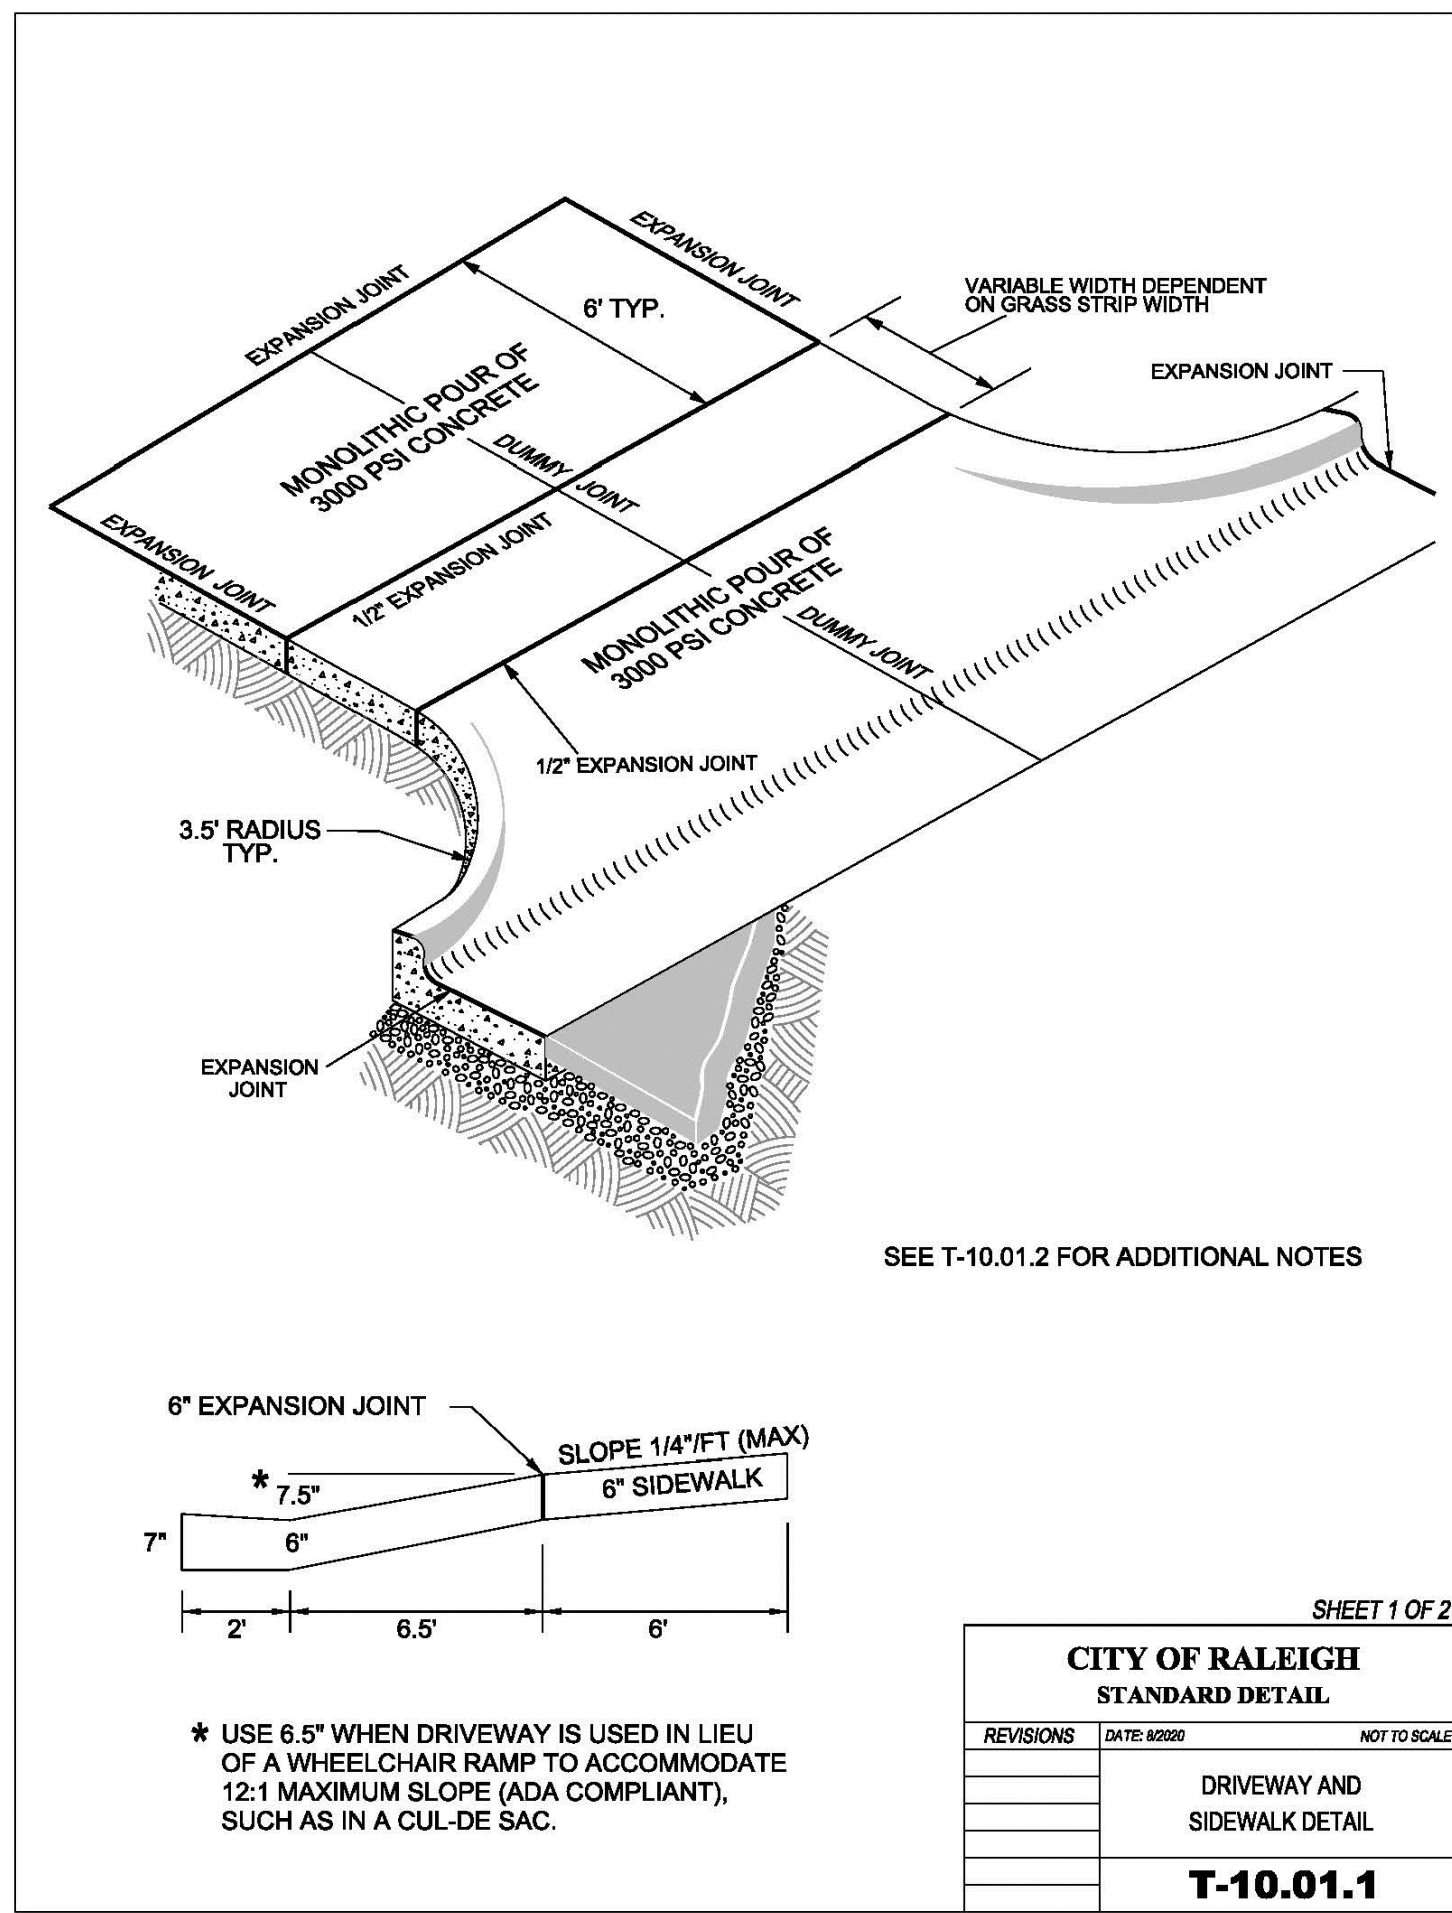 EXPANSION JOINT
EXPANSION JOINT
6' TYP.
VARIABLE WIDTH DEPENDENT
ON GRASS STRIP WIDTH
EXPANSION JOINT
MONOLITHIC POUR OF
3000 PSI CONCRETE
DUMMY JOINT
EXPANSION JOINT
1/2" EXPANSION JOINT
MONOLITHIC POUR OF
3000 PSI CONCRETE
DUMMY JOINT
1/2" EXPANSION JOINT
3.5' RADIUS
TYP.
EXPANSION
JOINT
SEE T-10.01.2 FOR ADDITIONAL NOTES
6" EXPANSION JOINT
SLOPE 1/4"/FT (MAX)
* 7.5"
6" SIDEWALK
7"
6"
2'
6.5'
6'
* USE 6.5" WHEN DRIVEWAY IS USED IN LIEU
OF A WHEELCHAIR RAMP TO ACCOMMODATE
12:1 MAXIMUM SLOPE (ADA COMPLIANT),
SUCH AS IN A CUL-DE SAC.
SHEET 1 OF 2
CITY OF RALEIGH
STANDARD DETAIL
REVISIONS
DATE: 8/2020
NOT TO SCALE
DRIVEWAY AND
SIDEWALK DETAIL
T-10.01.1